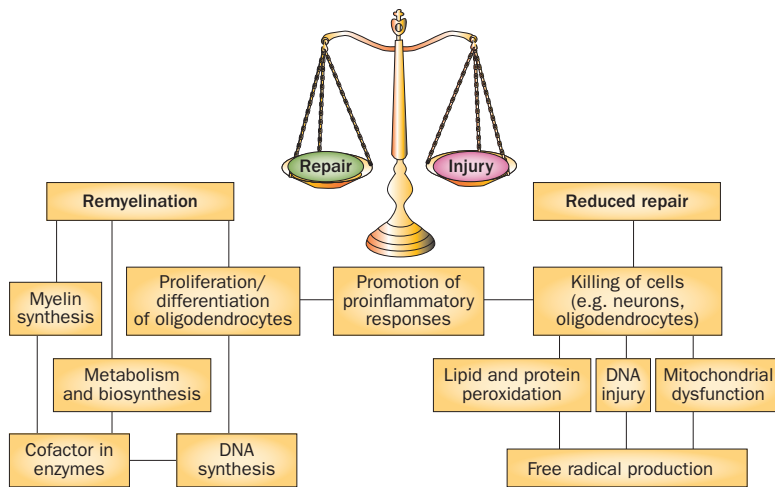 Repair
Injury
Remyelination
Reduced repair
Myelin
synthesis
Proliferation/
differentiation
of oligodendrocytes
Promotion of
proinflammatory
responses
Killing of cells
(e.g. neurons,
oligodendrocytes)
Metabolism
and biosynthesis
Lipid and protein
peroxidation
DNA
injury
Mitochondrial
dysfunction
Cofactor in
enzymes
DNA
synthesis
Free radical production